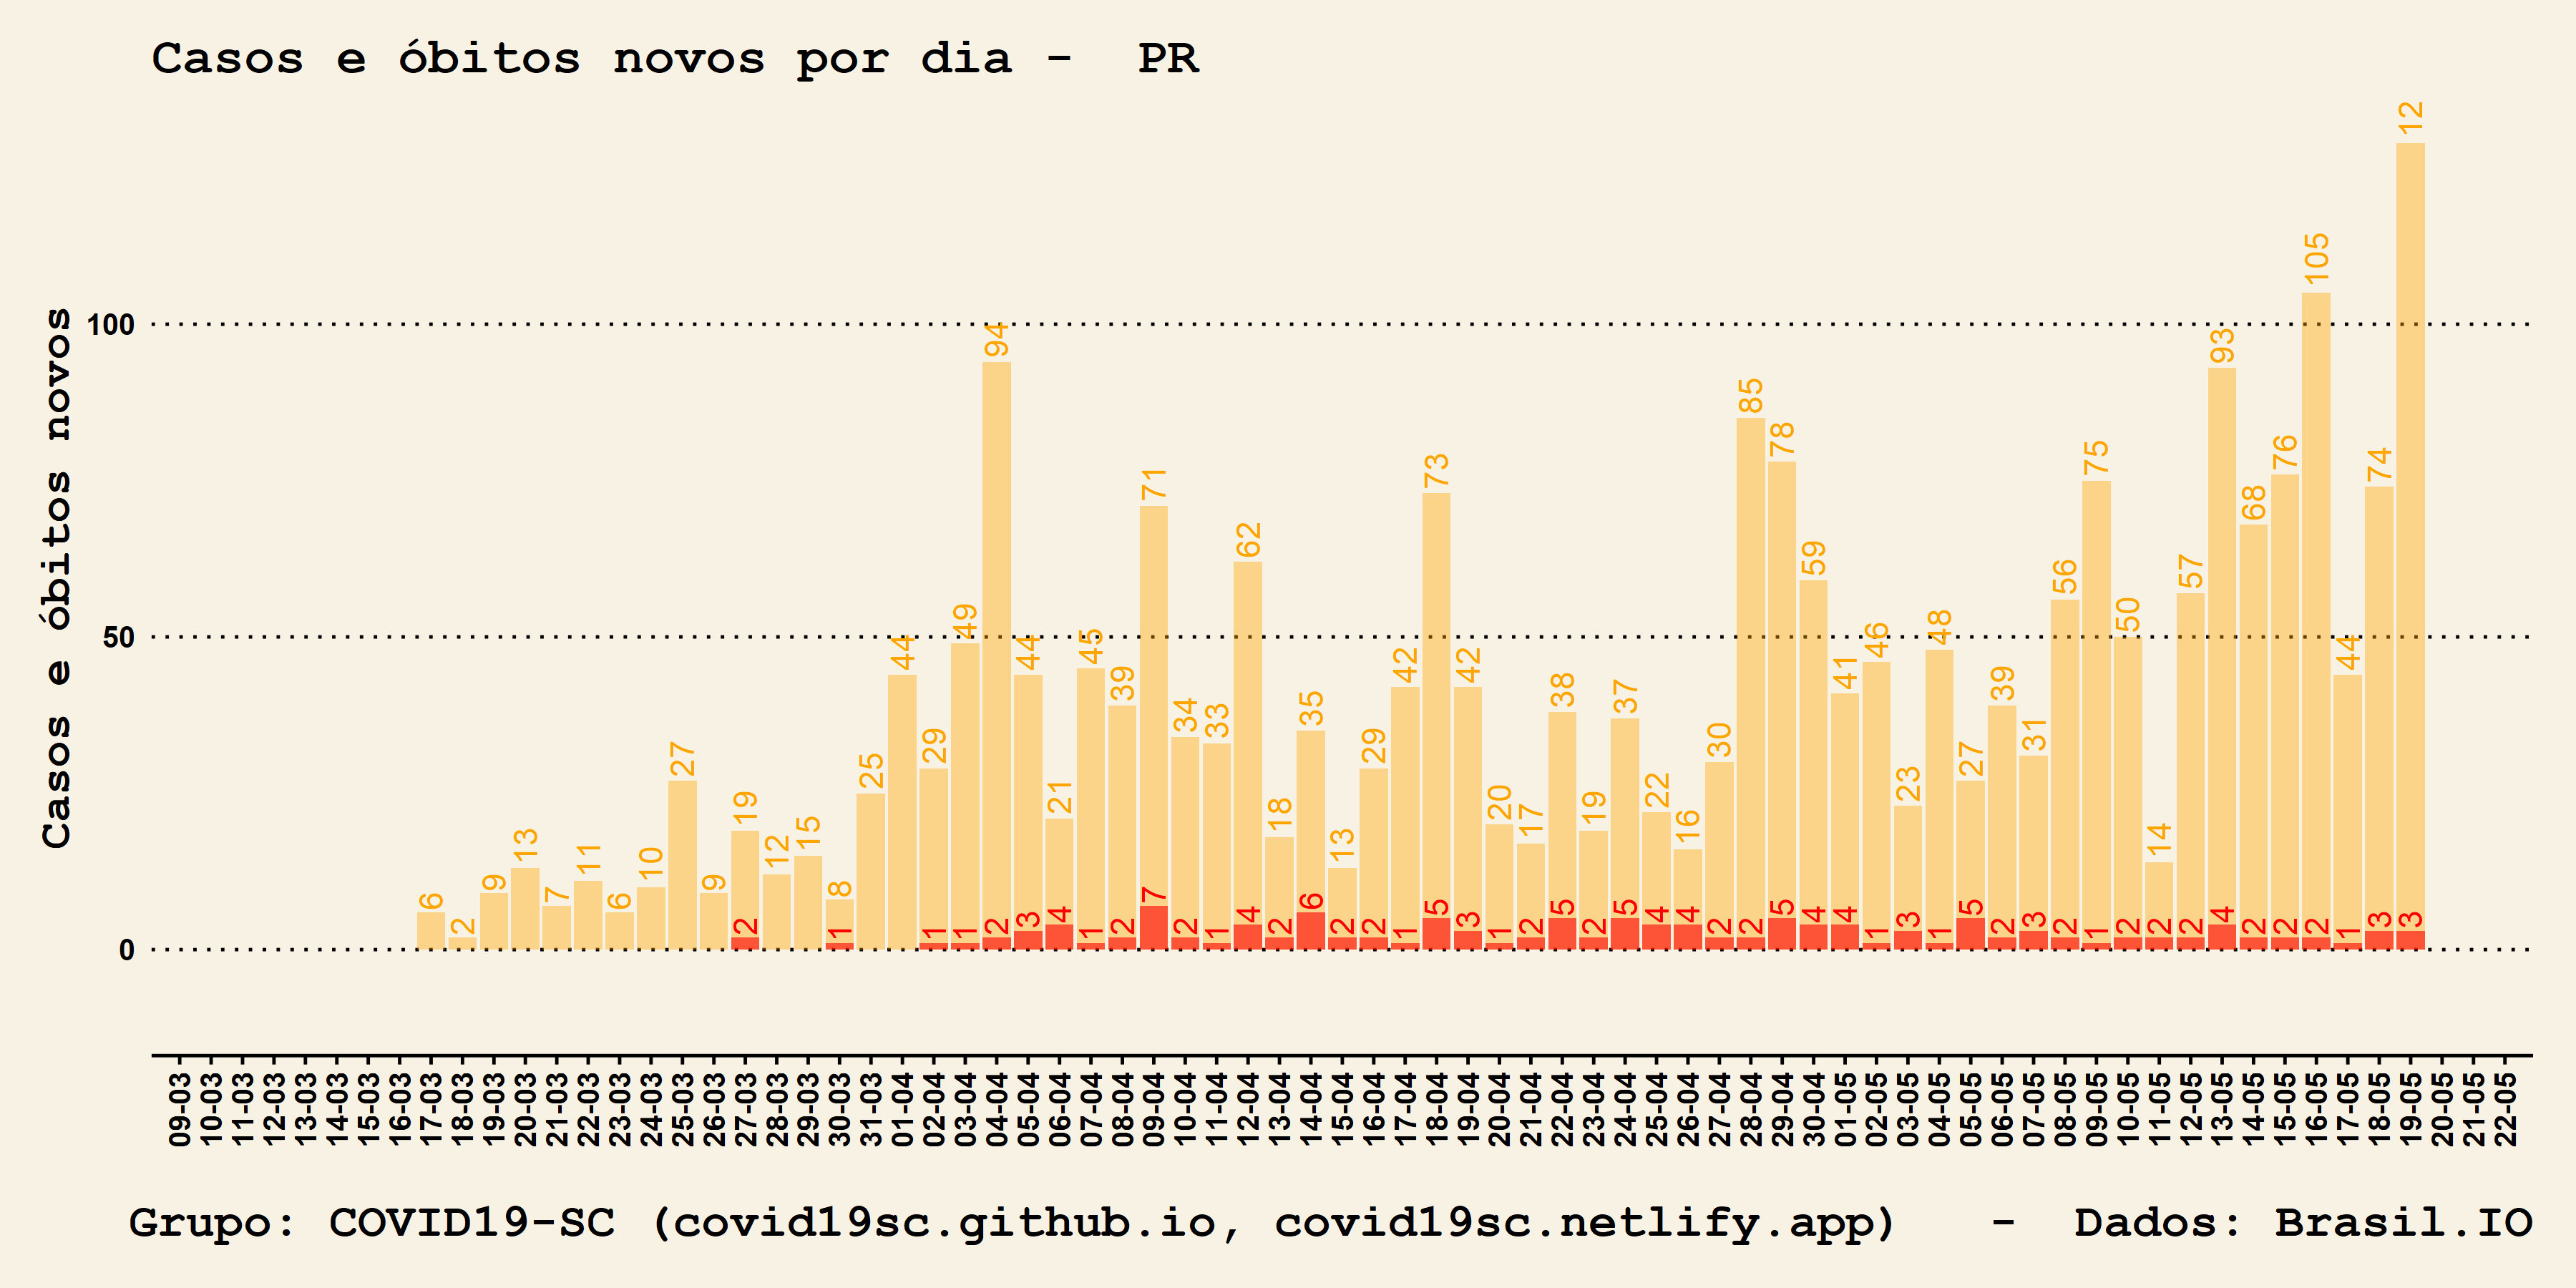 Casos e óbitos novos por dia -  PR
Casos e óbitos novos
100
50
0
6 2 9 13 7 11 6 10 27 9 19 12 15 8 25 44 29 49 94 44 21 45 39 71 34 33 62 18 35 13 29 42 73 42 20 17 38 19 37 22 16 30 85 78 59 41 46 23 48 27 39 31 56 75 50 14 57 93 68 76 105 44 74 12
2 1 1 1 2 3 4 1 2 7 2 1 4 2 6 2 2 1 5 3 1 2 5 2 5 4 4 2 2 5 4 4 1 3 1 5 2 3 2 1 2 2 2 4 2 2 2 1 3 3
09-03 10-03 11-03 12-03 13-03 14-03 15-03 16-03 17-03 18-03 19-03 20-03 21-03 22-03 23-03 24-03 25-03 26-03 27-03 28-03 29-03 30-03 31-03 01-04 02-04 03-04 04-04 05-04 06-04 07-04 08-04 09-04 10-04 11-04 12-04 13-04 14-04 15-04 16-04 17-04 18-04 19-04 20-04 21-04 22-04 23-04 24-04 25-04 26-04 27-04 28-04 29-04 30-04 01-05 02-05 03-05 04-05 05-05 06-05 07-05 08-05 09-05 10-05 11-05 12-05 13-05 14-05 15-05 16-05 17-05 18-05 19-05 20-05 21-05 22-05
Grupo: COVID19-SC (covid19sc.github.io, covid19sc.netlify.app)   -  Dados: Brasil.IO